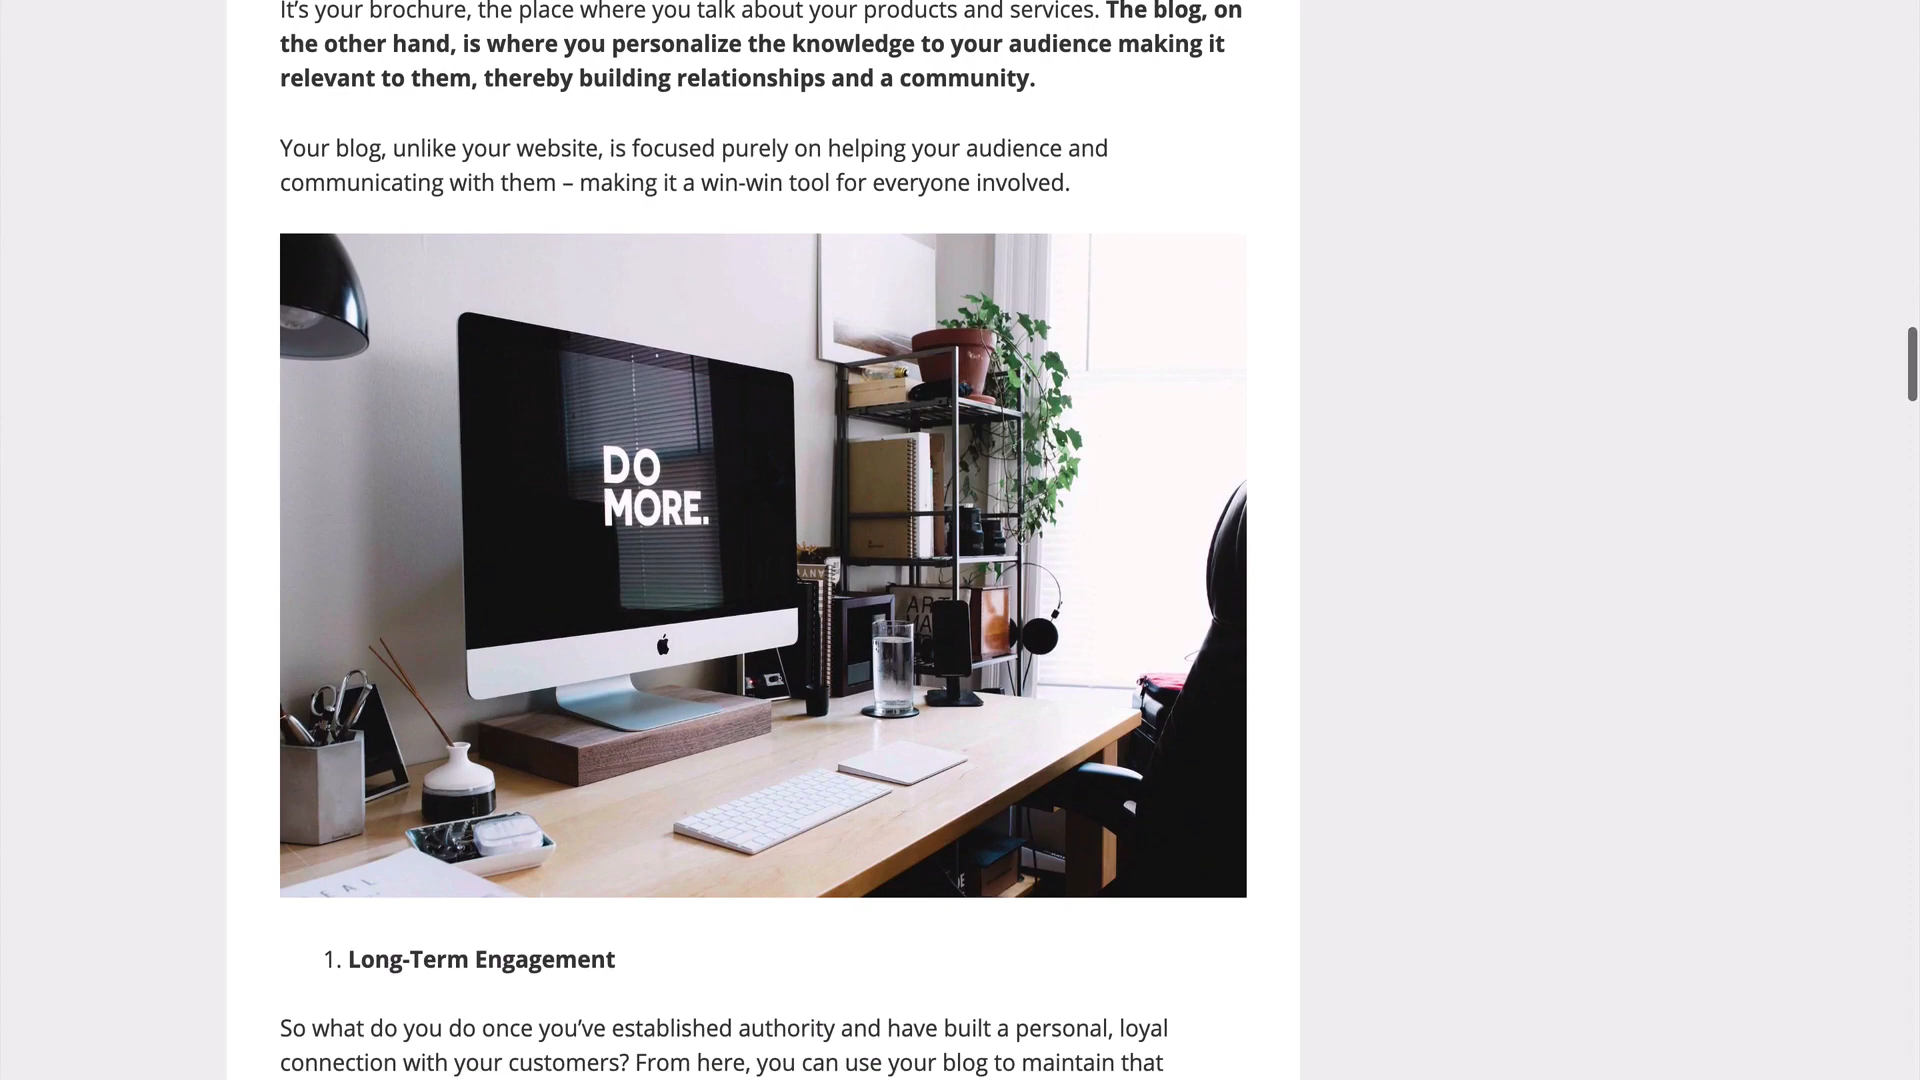 It’s your brochure, the place where you talk about your products and services. The blog, on
the other hand, is where you personalize the knowledge to your audience making it
relevant to them, thereby building relationships and a community.
Your blog, unlike your website, is focused purely on helping your audience and
communicating with them – making it a win-win tool for everyone involved.
DO
MORE.
ART
1. Long-Term Engagement
So what do you do once you’ve established authority and have built a personal, loyal
connection with your customers? From here, you can use your blog to maintain that